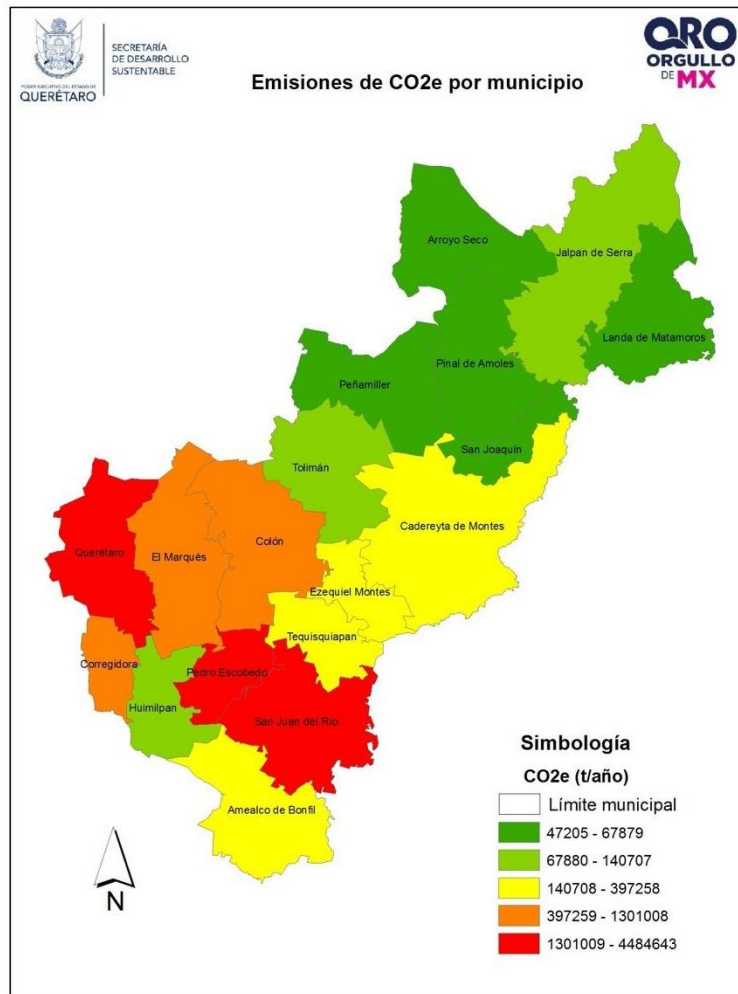 PODER EJECUTIVO DEL ESTADO DE
QUERÉTARO
SECRETARÍA
DE DESARROLLO
SUSTENTABLE
QRO
ORGULLO
DE MX
Emisiones de CO2e por municipio
Arroyo Seco
Jalpan de Serra
Landa de Matamoros
Pinal de Amoles
Peñamiller
San Joaquín
Tolimán
Cadereyta de Montes
Querétaro
El Marqués
Colón
Ezequiel Montes
Tequisquiapan
Corregidora
Pedro Escobedo
Huimilpan
San Juan del Río
Amealco de Bonfil
N
Simbología
CO2e (t/año)
Límite municipal
47205 - 67879
67880 - 140707
140708 - 397258
397259 - 1301008
1301009 - 4484643